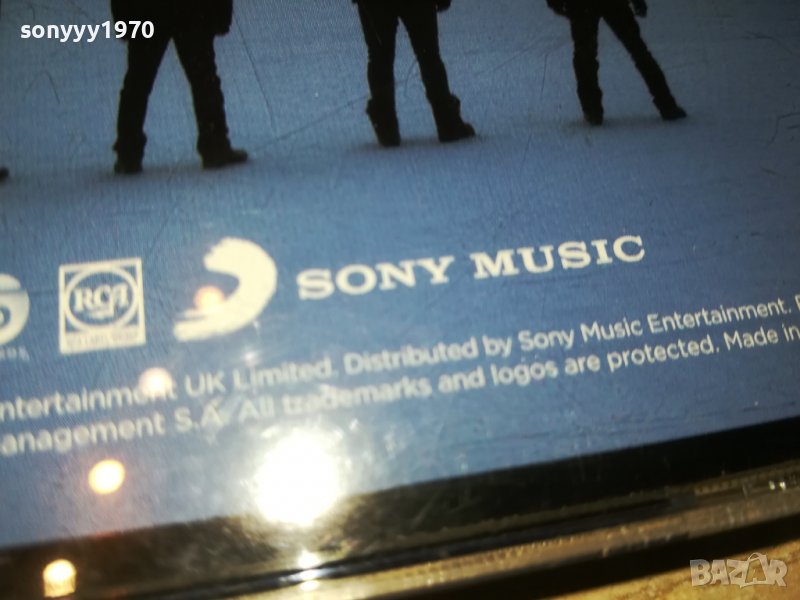 sonyyy1970
RCA
SONY MUSIC
ntertainment UK Limited. Distributed by Sony Music Entertainment.
anagement S.A. All trademarks and logos are protected. Made in
BAZAR